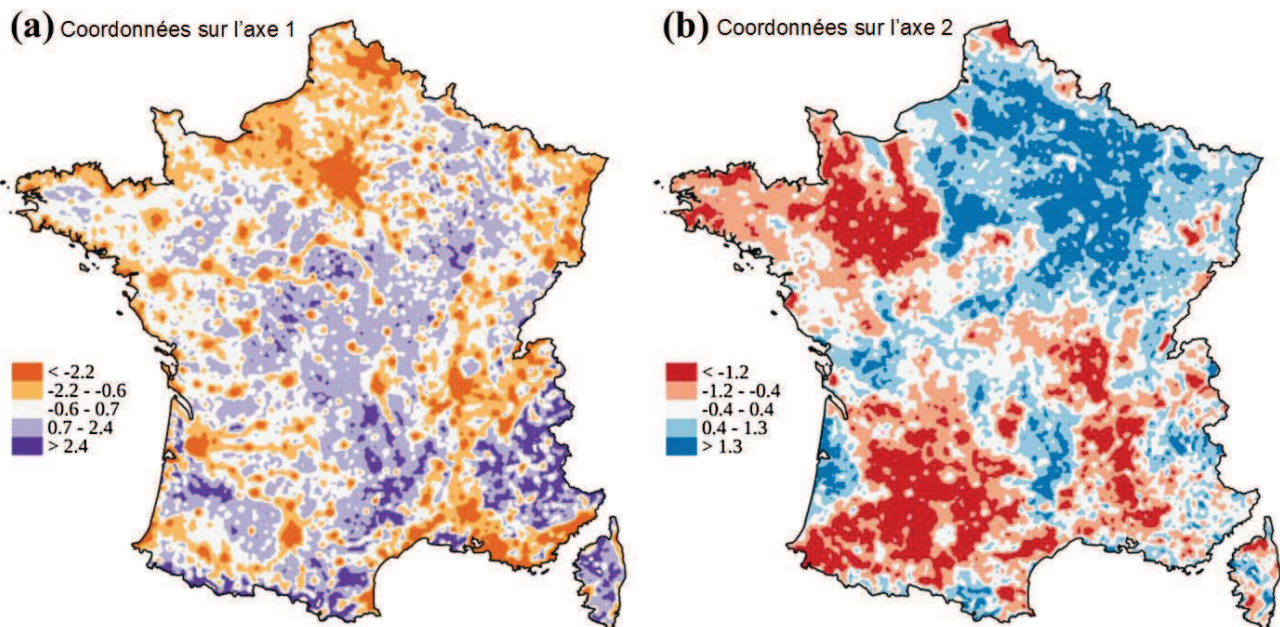 (a) Coordonnées sur l'axe 1
< -2.2
-2.2 - -0.6
-0.6 - 0.7
0.7 - 2.4
> 2.4
(b) Coordonnées sur l'axe 2
< -1.2
-1.2 - -0.4
-0.4 - 0.4
0.4 - 1.3
> 1.3